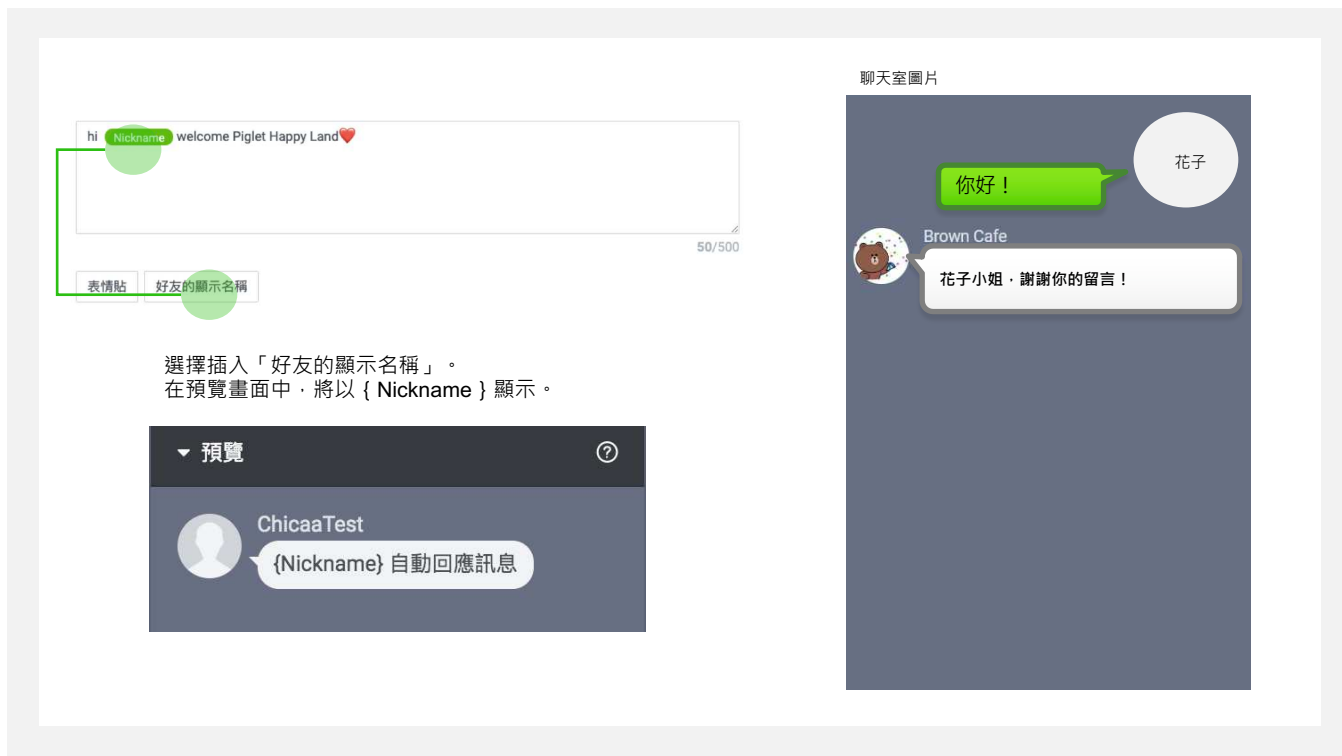 hi Nickname welcome Piglet Happy Land❤️
50/500
表情貼 好友的顯示名稱
選擇插入「好友的顯示名稱」。
在預覽畫面中，將以 { Nickname } 顯示。
預覽
ChicaaTest
{Nickname} 自動回應訊息
聊天室圖片
花子
你好！
Brown Cafe
花子小姐，謝謝你的留言！